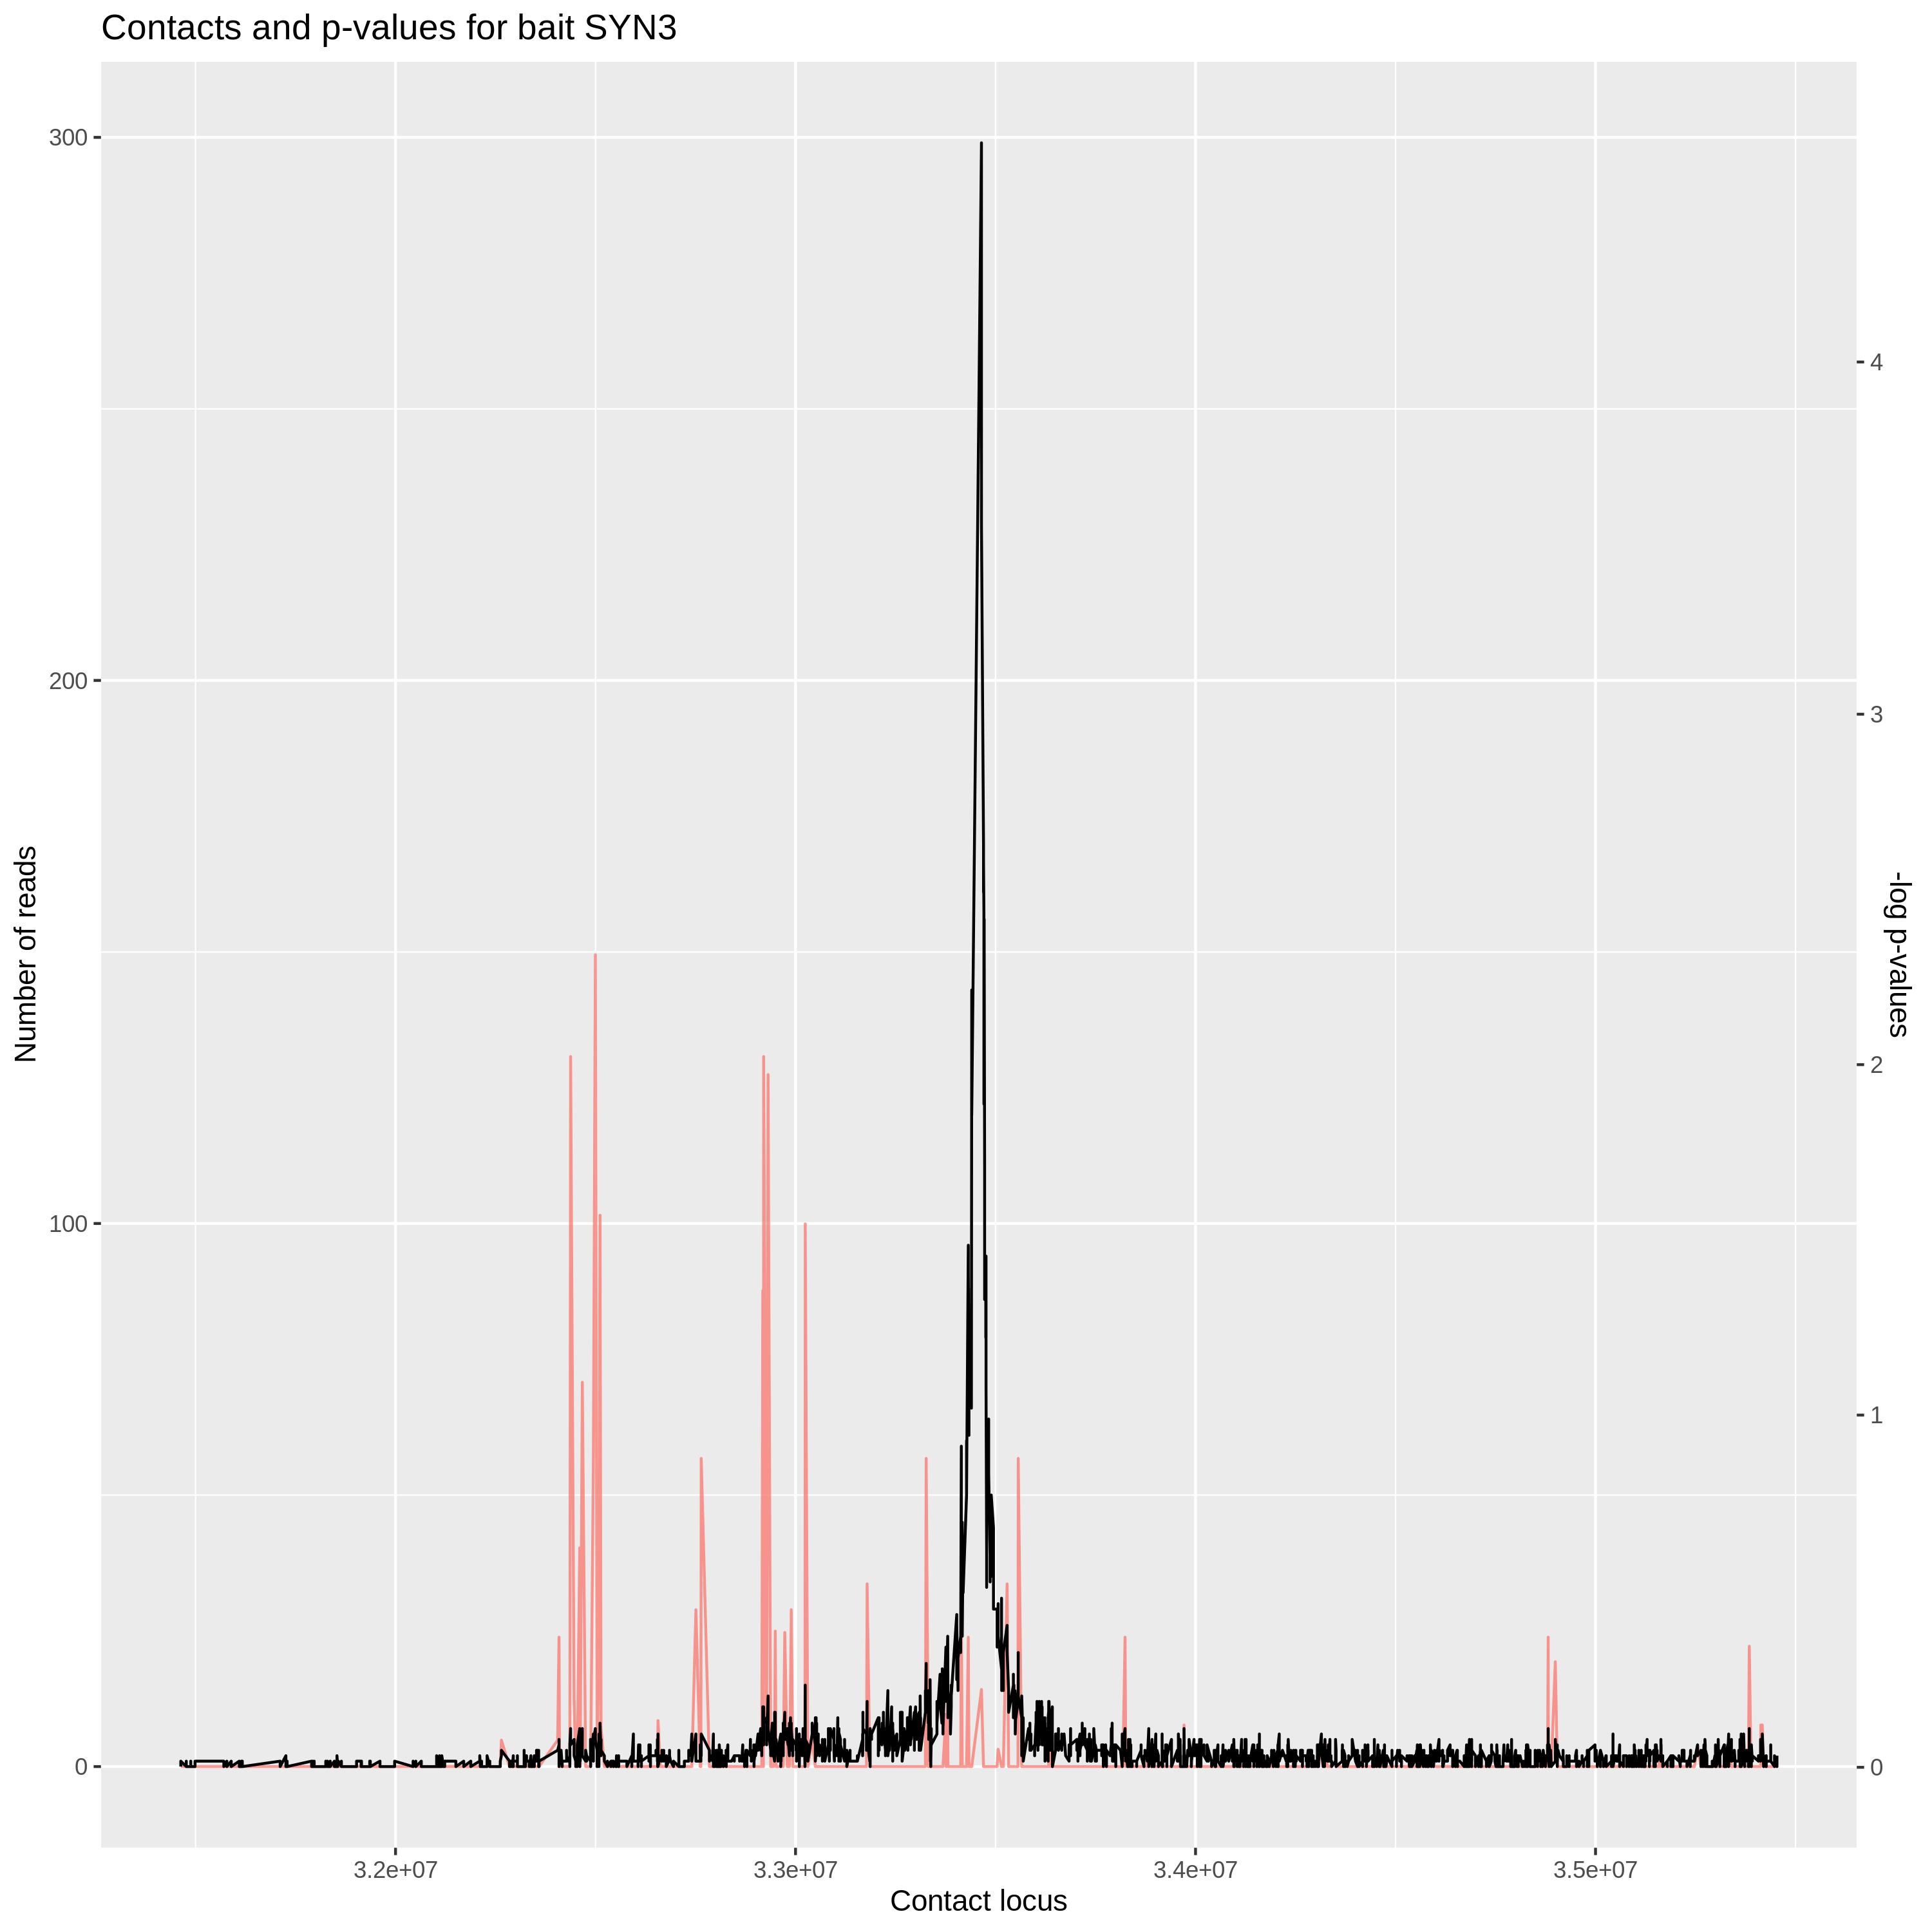 Contacts and p-values for bait SYN3
300
200
100
0
Number of reads
4
3
2
1
0
-log p-values
3.2e+07 3.3e+07 3.4e+07 3.5e+07
Contact locus